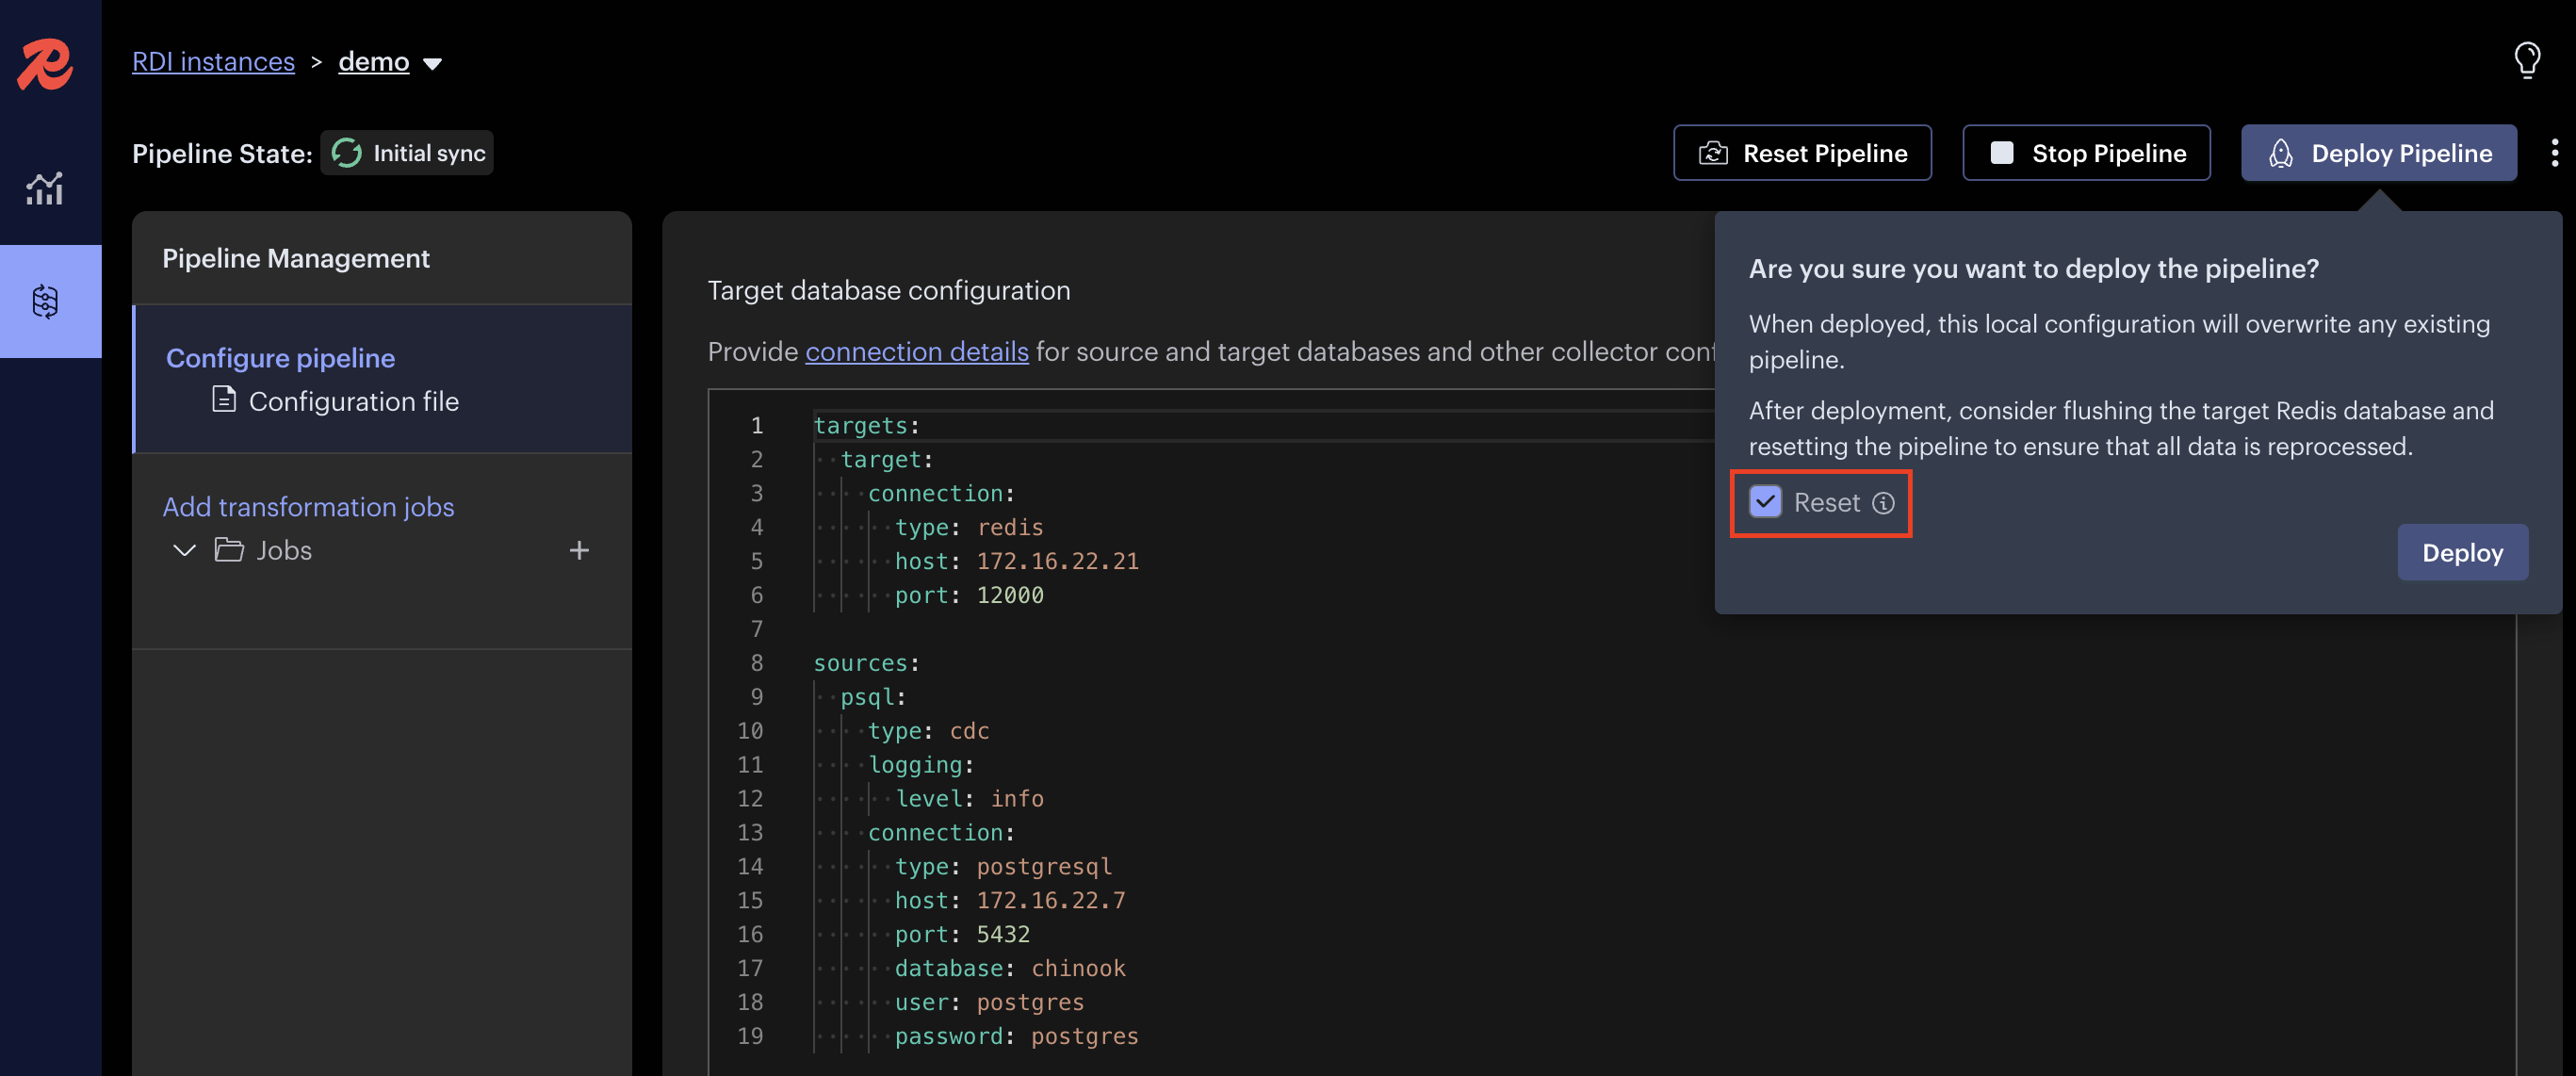 RDI instances > demo
Pipeline State: Initial sync
Reset Pipeline
Stop Pipeline
Deploy Pipeline
Pipeline Management
Configure pipeline
Configuration file
Add transformation jobs
Jobs +
Target database configuration
Provide connection details for source and target databases and other collector conf
1 targets:
2 target:
3 connection:
4 type: redis
5 host: 172.16.22.21
6 port: 12000
7
8 sources:
9 psql:
10 type: cdc
11 logging:
12 level: info
13 connection:
14 type: postgresql
15 host: 172.16.22.7
16 port: 5432
17 database: chinook
18 user: postgres
19 password: postgres
Are you sure you want to deploy the pipeline?
When deployed, this local configuration will overwrite any existing
pipeline.
After deployment, consider flushing the target Redis database and
resetting the pipeline to ensure that all data is reprocessed.
Reset
Deploy